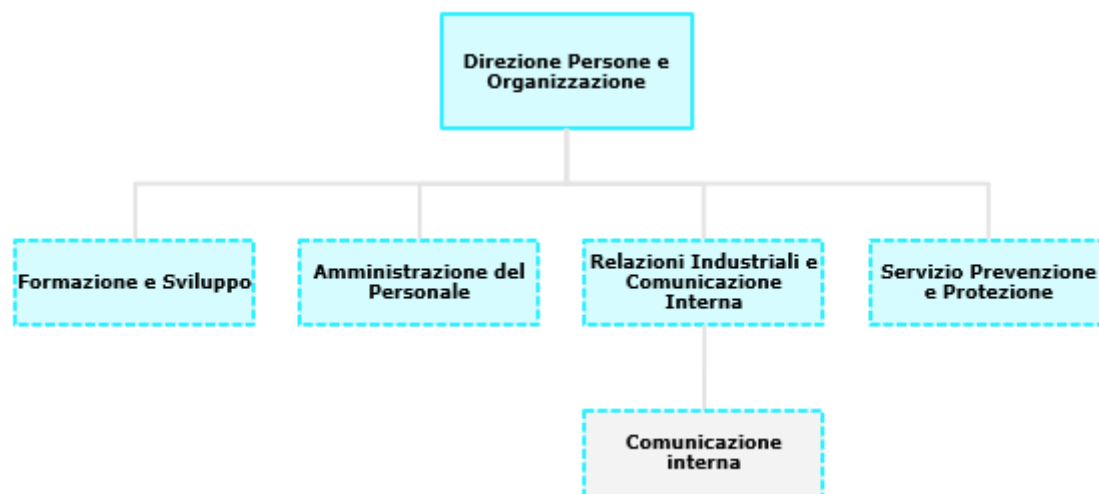 Direzione Persone e
Organizzazione
Formazione e Sviluppo
Amministrazione del
Personale
Relazioni Industriali e
Comunicazione
Interna
Servizio Prevenzione
e Protezione
Comunicazione
interna